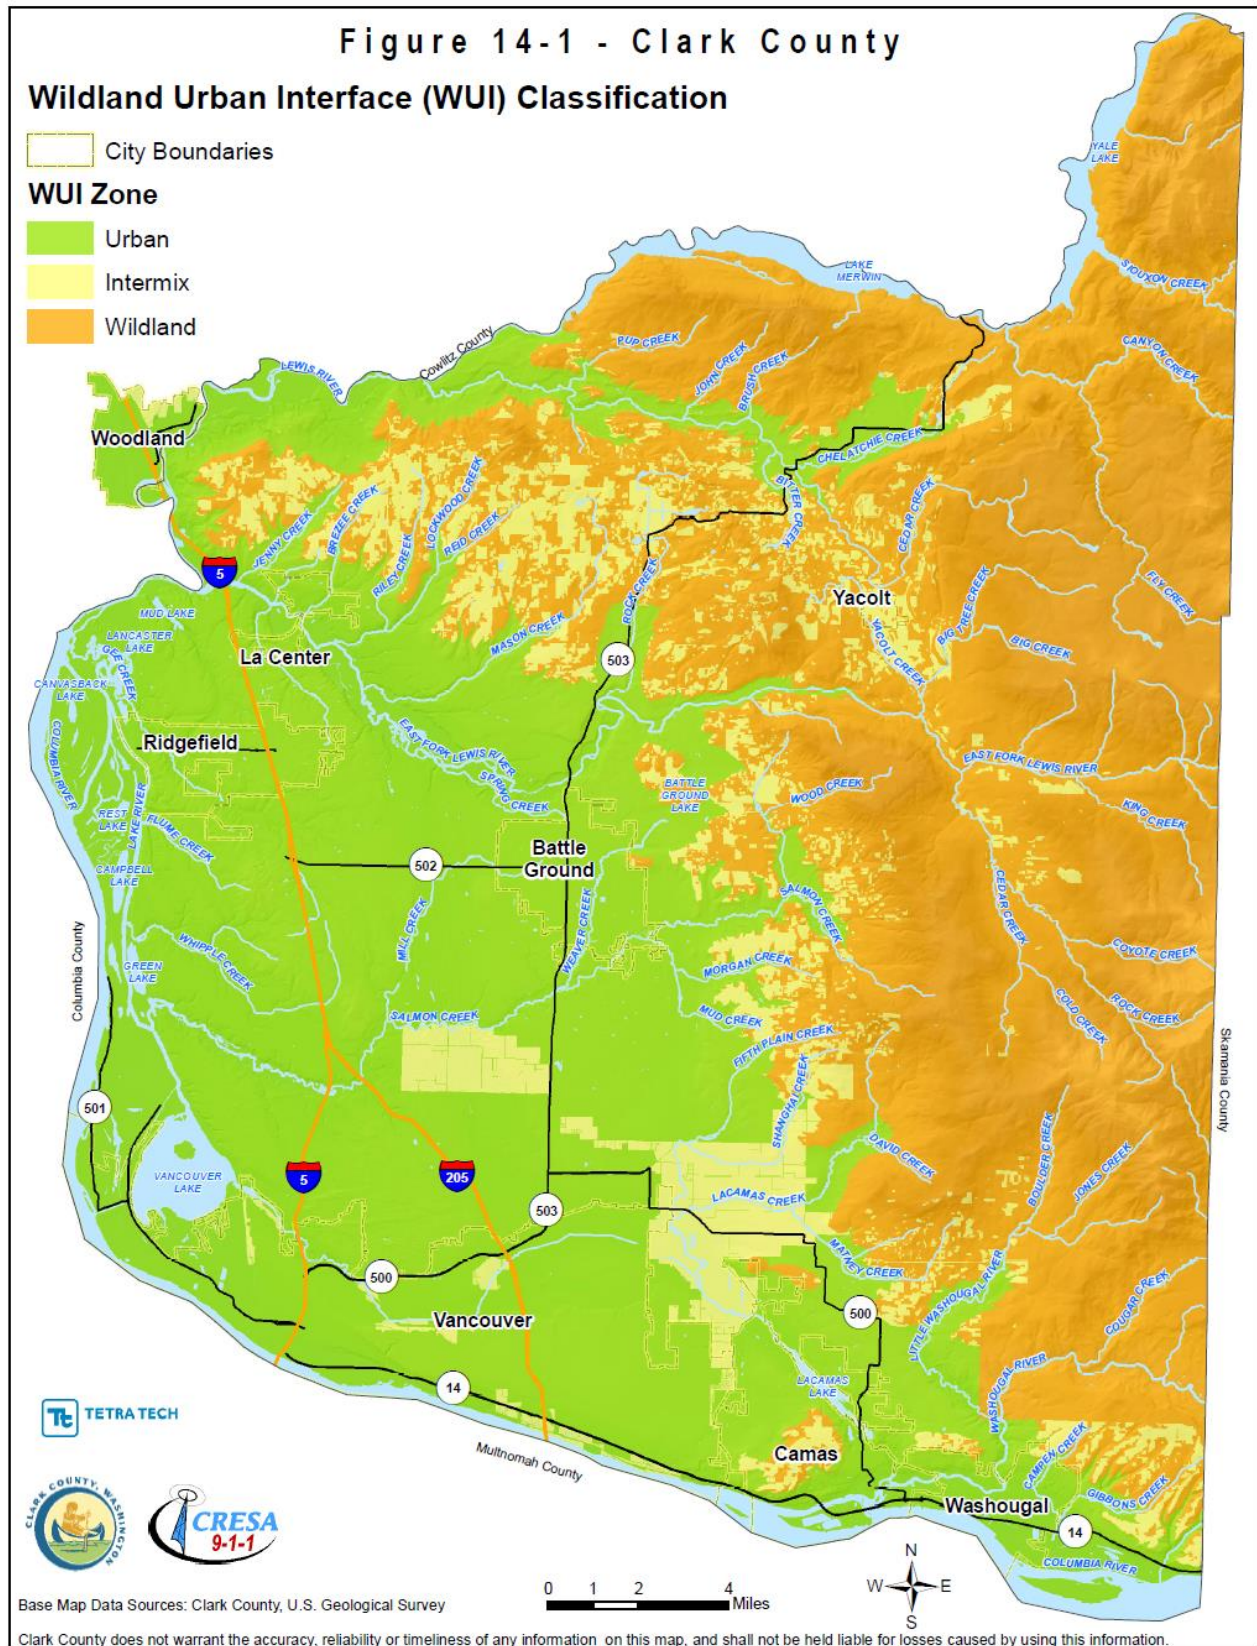 Figure 14-1 - Clark County
Wildland Urban Interface (WUI) Classification
City Boundaries
WUI Zone
Urban
Intermix
Wildland
YALE
LAKE
SIOUXON CREEK
LAKE
MERWIN
CANYON CREEK
PUP CREEK
JOHN CREEK
BRUSH CREEK
Cowlitz County
LEWIS RIVER
Woodland
CHELATCHIE CREEK
BITTER CREEK
CEDAR CREEK
JENNY CREEK
BREZEE CREEK
LOCKWOOD CREEK
REID CREEK
RILEY CREEK
5
ROCK CREEK
Yacolt
FLY CREEK
BIG TREE CREEK
BIG CREEK
YACOLT CREEK
MUD LAKE
LANCASTER
LAKE
GEE CREEK
MASON CREEK
La Center
503
CANVASBACK
LAKE
COLUMBIA RIVER
Ridgefield
EAST FORK LEWIS RIVER
SPRING CREEK
EAST FORK LEWIS RIVER
BATTLE
GROUND
LAKE
WOOD CREEK
KING CREEK
REST
LAKE
LAKE RIVER
FLUME CREEK
CAMPBELL
LAKE
502
Battle
Ground
SALMON CREEK
CEDAR CREEK
MILL CREEK
WEAVER CREEK
WHIPPLE CREEK
GREEN
LAKE
Columbia County
MORGAN CREEK
COYOTE CREEK
COLD CREEK
ROCK CREEK
SALMON CREEK
MUD CREEK
FIFTH PLAIN CREEK
SHANGHAI CREEK
Skamania County
501
VANCOUVER
LAKE
5
205
503
DAVID CREEK
BOULDER CREEK
JONES CREEK
LACAMAS CREEK
MATNEY CREEK
LITTLE WASHOUGAL RIVER
COUGAR CREEK
500
Vancouver
500
WASHOUGAL RIVER
14
LACAMAS
LAKE
Multnomah County
Camas
CAMPEN CREEK
GIBBONS CREEK
Washougal
14
COLUMBIA RIVER
Tt TETRA TECH
CLARK COUNTY, WASHINGTON
CRESA
9-1-1
N
W E
S
0 1 2 4
Miles
Base Map Data Sources: Clark County, U.S. Geological Survey
Clark County does not warrant the accuracy, reliability or timeliness of any information on this map, and shall not be held liable for losses caused by using this information.